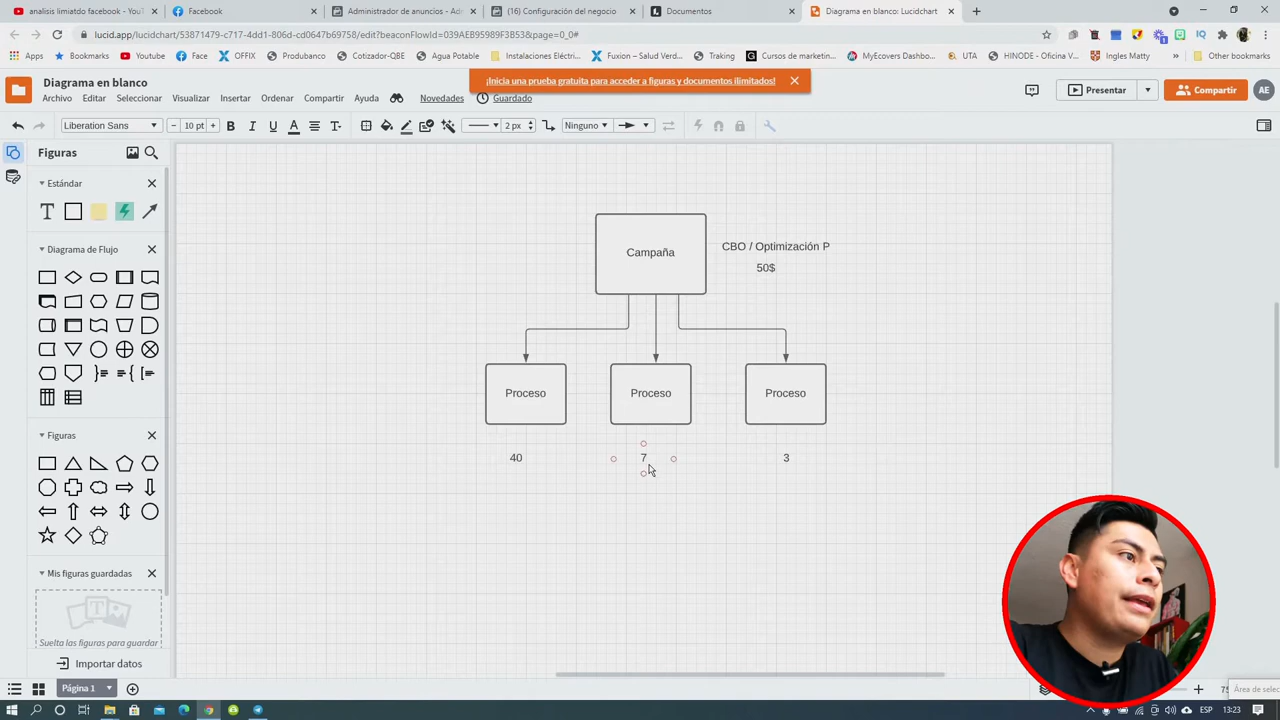 analisis limiatdo facebook - YouT
Facebook
Administrador de anuncios - Ad
(16) Configuración del negocio
Documentos
Diagrama en blanco: Lucidchart
lucid.app/lucidchart/53871479-c717-4dd1-806d-cd0647b69758/edit?beaconFlowId=039AEB95989F3B5E&page=0_0#
Apps
Bookmarks
Youtube
Face
OFFIX
Produbanco
Cotizador-QBE
Agua Potable
Instalaciones Eléctri
Fuxion – Salud Verd...
Traking
Cursos de marketin...
MyEcovers Dashbo...
UTA
HINODE - Oficina V...
Ingles Matty
Other bookmarks
Diagrama en blanco
¡Inicia una prueba gratuita para acceder a figuras y documentos ilimitados!
Presentar
Compartir
AE
Archivo Editar Seleccionar Visualizar Insertar Ordenar Compartir Ayuda Novedades Guardado
Liberation Sans
10 pt
2 px
Ninguno
Figuras
Estándar
Diagrama de Flujo
Figuras
Mis figuras guardadas
Suelta las figuras para guardar
Importar datos
Página 1
Campaña
CBO / Optimización P
50$
Proceso
Proceso
Proceso
40
7
3
Área de selec
ESP
13:23